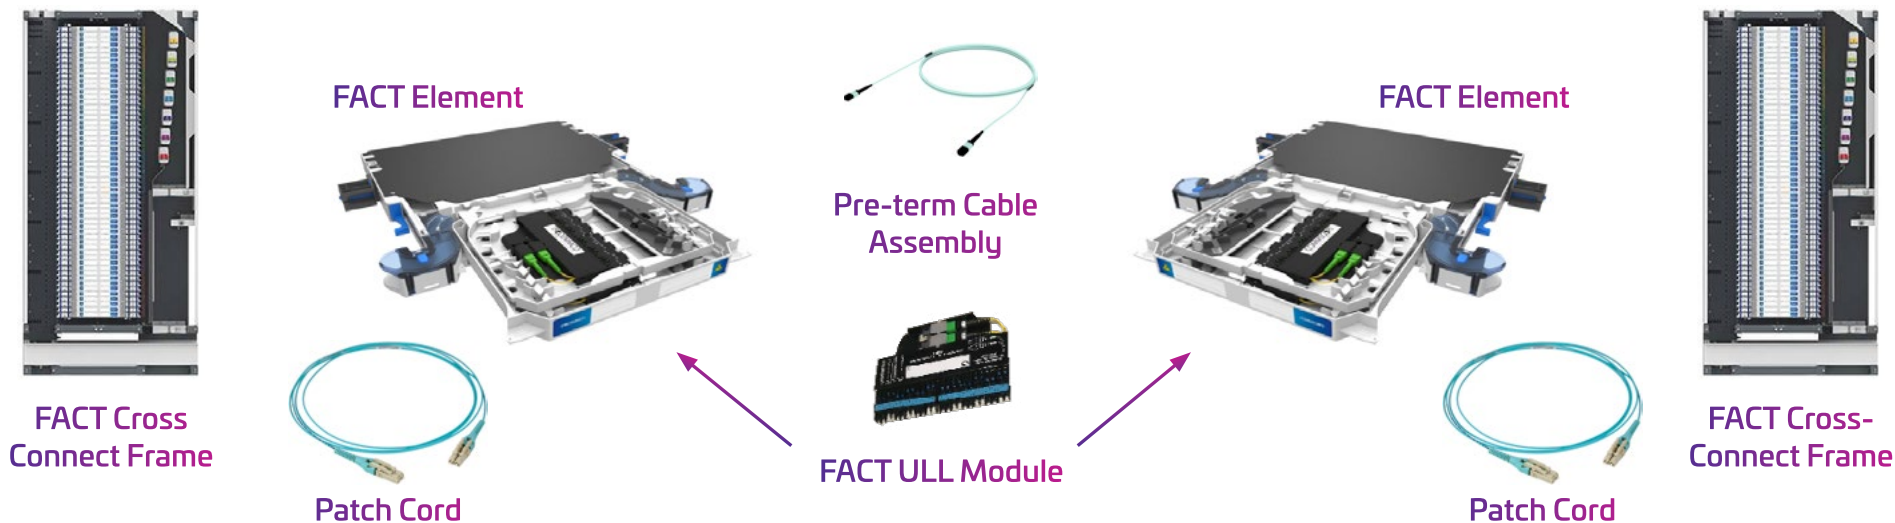 FACT Element
FACT Element
Pre-term Cable
Assembly
FACT Cross
Connect Frame
FACT Cross-
Connect Frame
FACT ULL Module
Patch Cord
Patch Cord